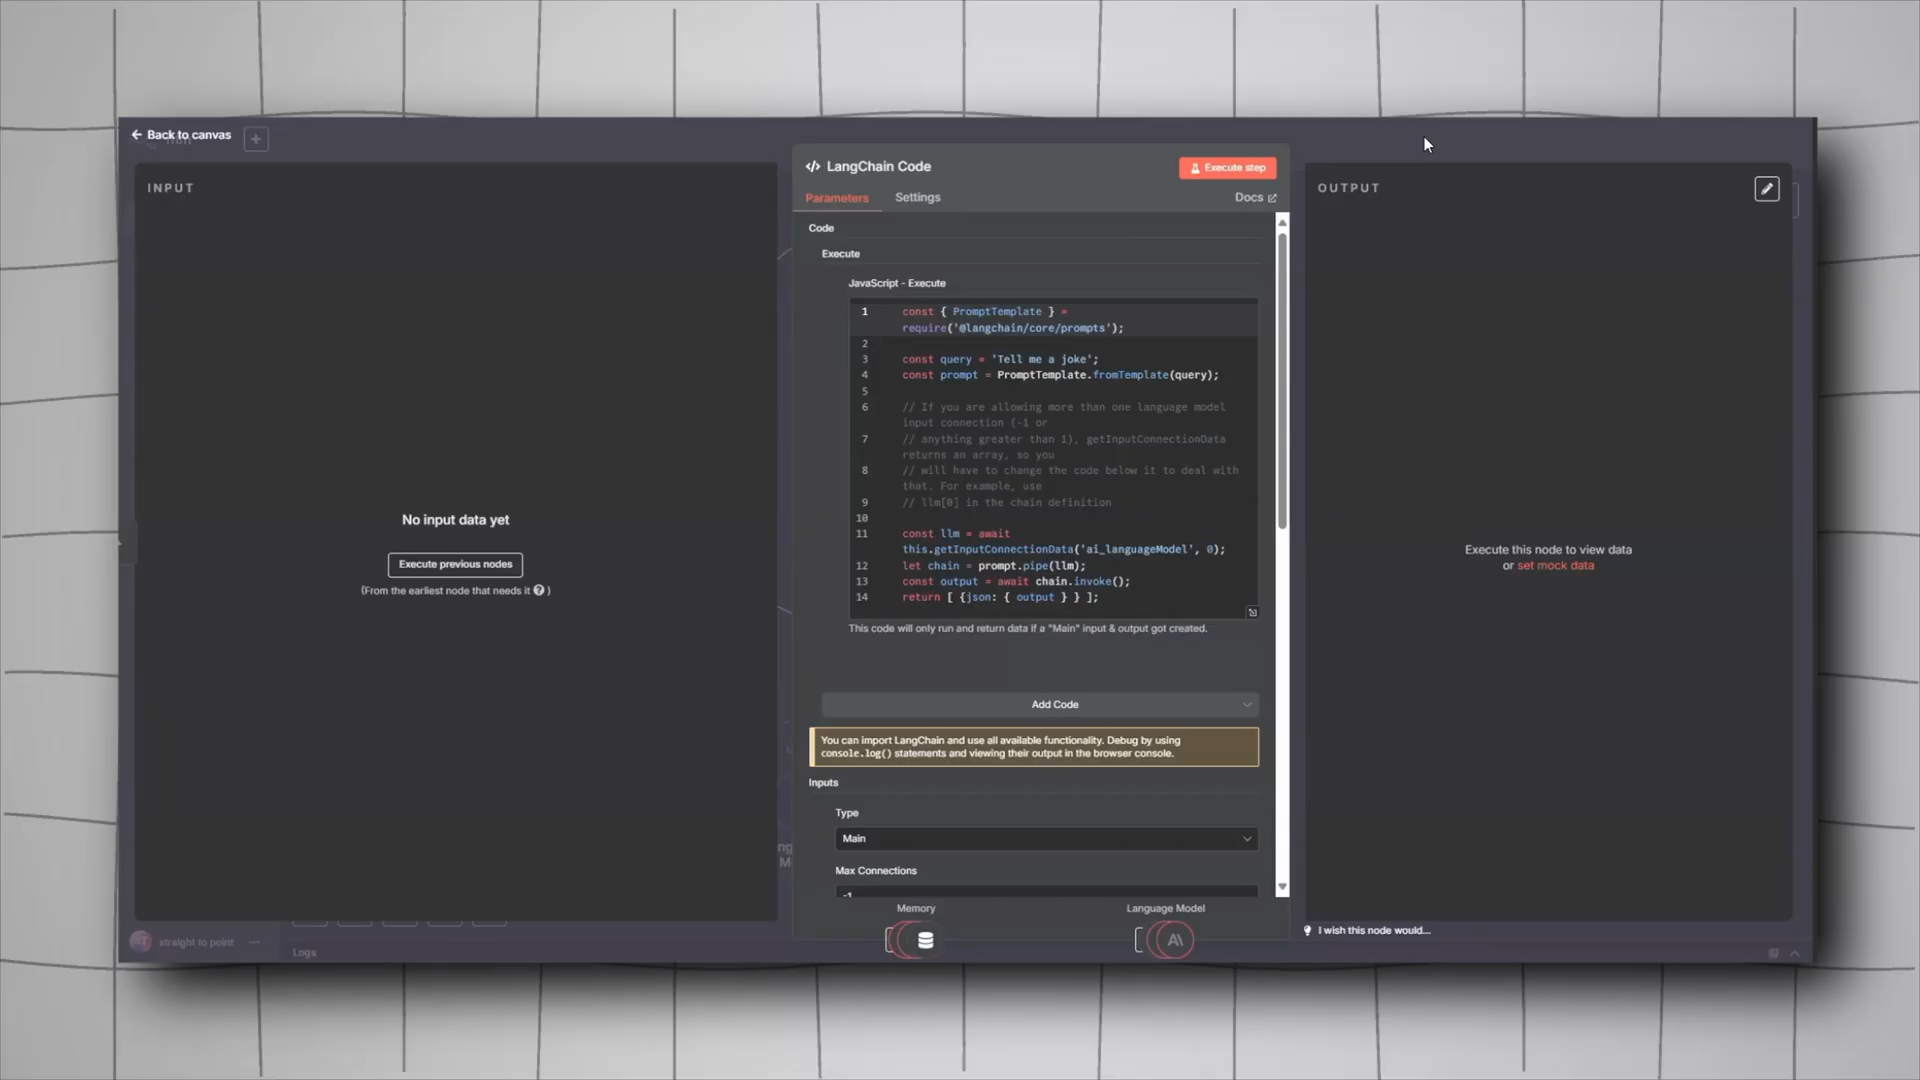 Back to canvas
+
INPUT
No input data yet
Execute previous nodes
(From the earliest node that needs it ? )
</> LangChain Code
Execute step
Parameters
Settings
Docs
Code
Execute
JavaScript - Execute
1 const { PromptTemplate } =
require('@langchain/core/prompts');
2
3 const query = 'Tell me a joke';
4 const prompt = PromptTemplate.fromTemplate(query);
5
6 // If you are allowing more than one language model
input connection (-1 or
7 // anything greater than 1), getInputConnectionData
returns an array, so you
8 // will have to change the code below it to deal with
that. For example, use
9 // llm[0] in the chain definition
10
11 const llm = await
this.getInputConnectionData('ai_languageModel', 0);
12 let chain = prompt.pipe(llm);
13 const output = await chain.invoke();
14 return [ {json: { output } } ];
This code will only run and return data if a "Main" input & output got created.
Add Code
You can import LangChain and use all available functionality. Debug by using
console.log() statements and viewing their output in the browser console.
Inputs
Type
Main
Max Connections
-1
Memory
Language Model
A\
OUTPUT
Execute this node to view data
or set mock data
I wish this node would...
straight to point
Logs